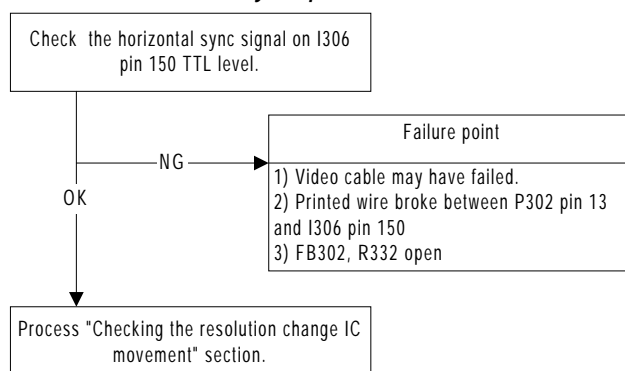 Check the horizontal sync signal on I306
pin 150 TTL level.
NG
Failure point
1) Video cable may have failed.
2) Printed wire broke between P302 pin 13
and I306 pin 150
3) FB302, R332 open
OK
Process "Checking the resolution change IC
movement" section.